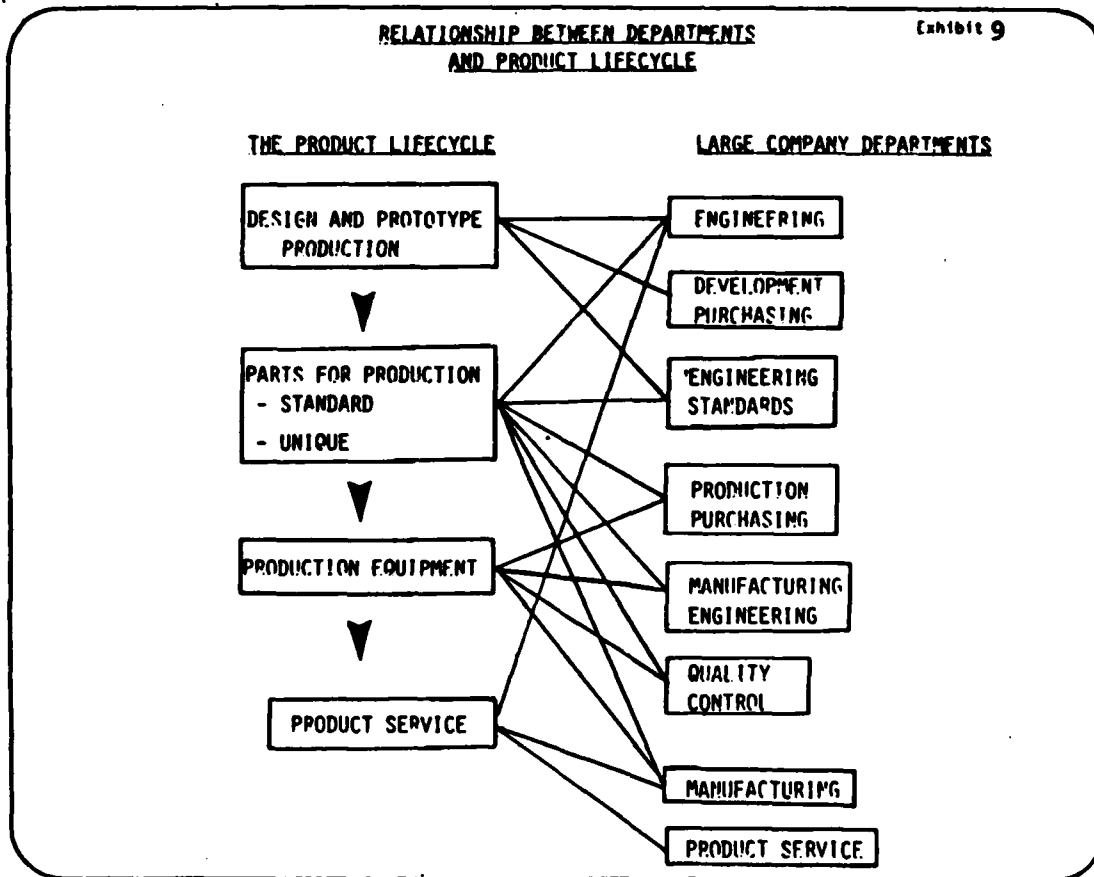 Exhibit 9
RELATIONSHIP BETWEEN DEPARTMENTS
AND PRODUCT LIFECYCLE
THE PRODUCT LIFECYCLE
DESIGN AND PROTOTYPE
PRODUCTION
PARTS FOR PRODUCTION
- STANDARD
- UNIQUE
PRODUCTION EQUIPMENT
PRODUCT SERVICE
LARGE COMPANY DEPARTMENTS
ENGINEERING
DEVELOPMENT
PURCHASING
ENGINEERING
STANDARDS
PRODUCTION
PURCHASING
MANUFACTURING
ENGINEERING
QUALITY
CONTROL
MANUFACTURING
PRODUCT SERVICE